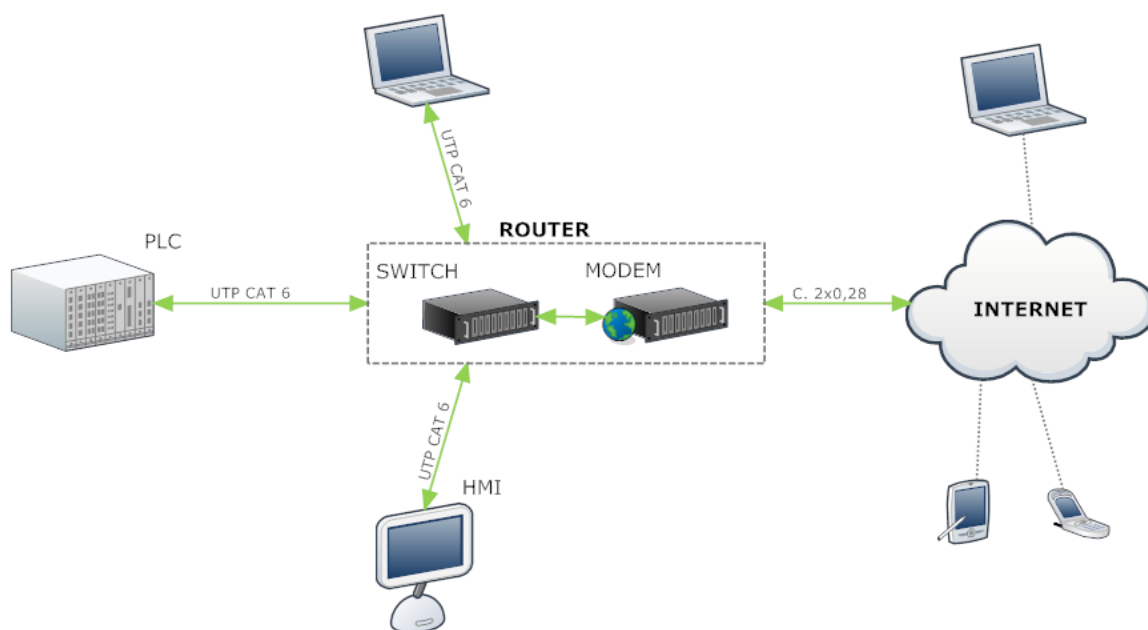 UTP CAT 6
ROUTER
PLC
SWITCH
MODEM
UTP CAT 6
C. 2x0,28
INTERNET
UTP CAT 6
HMI